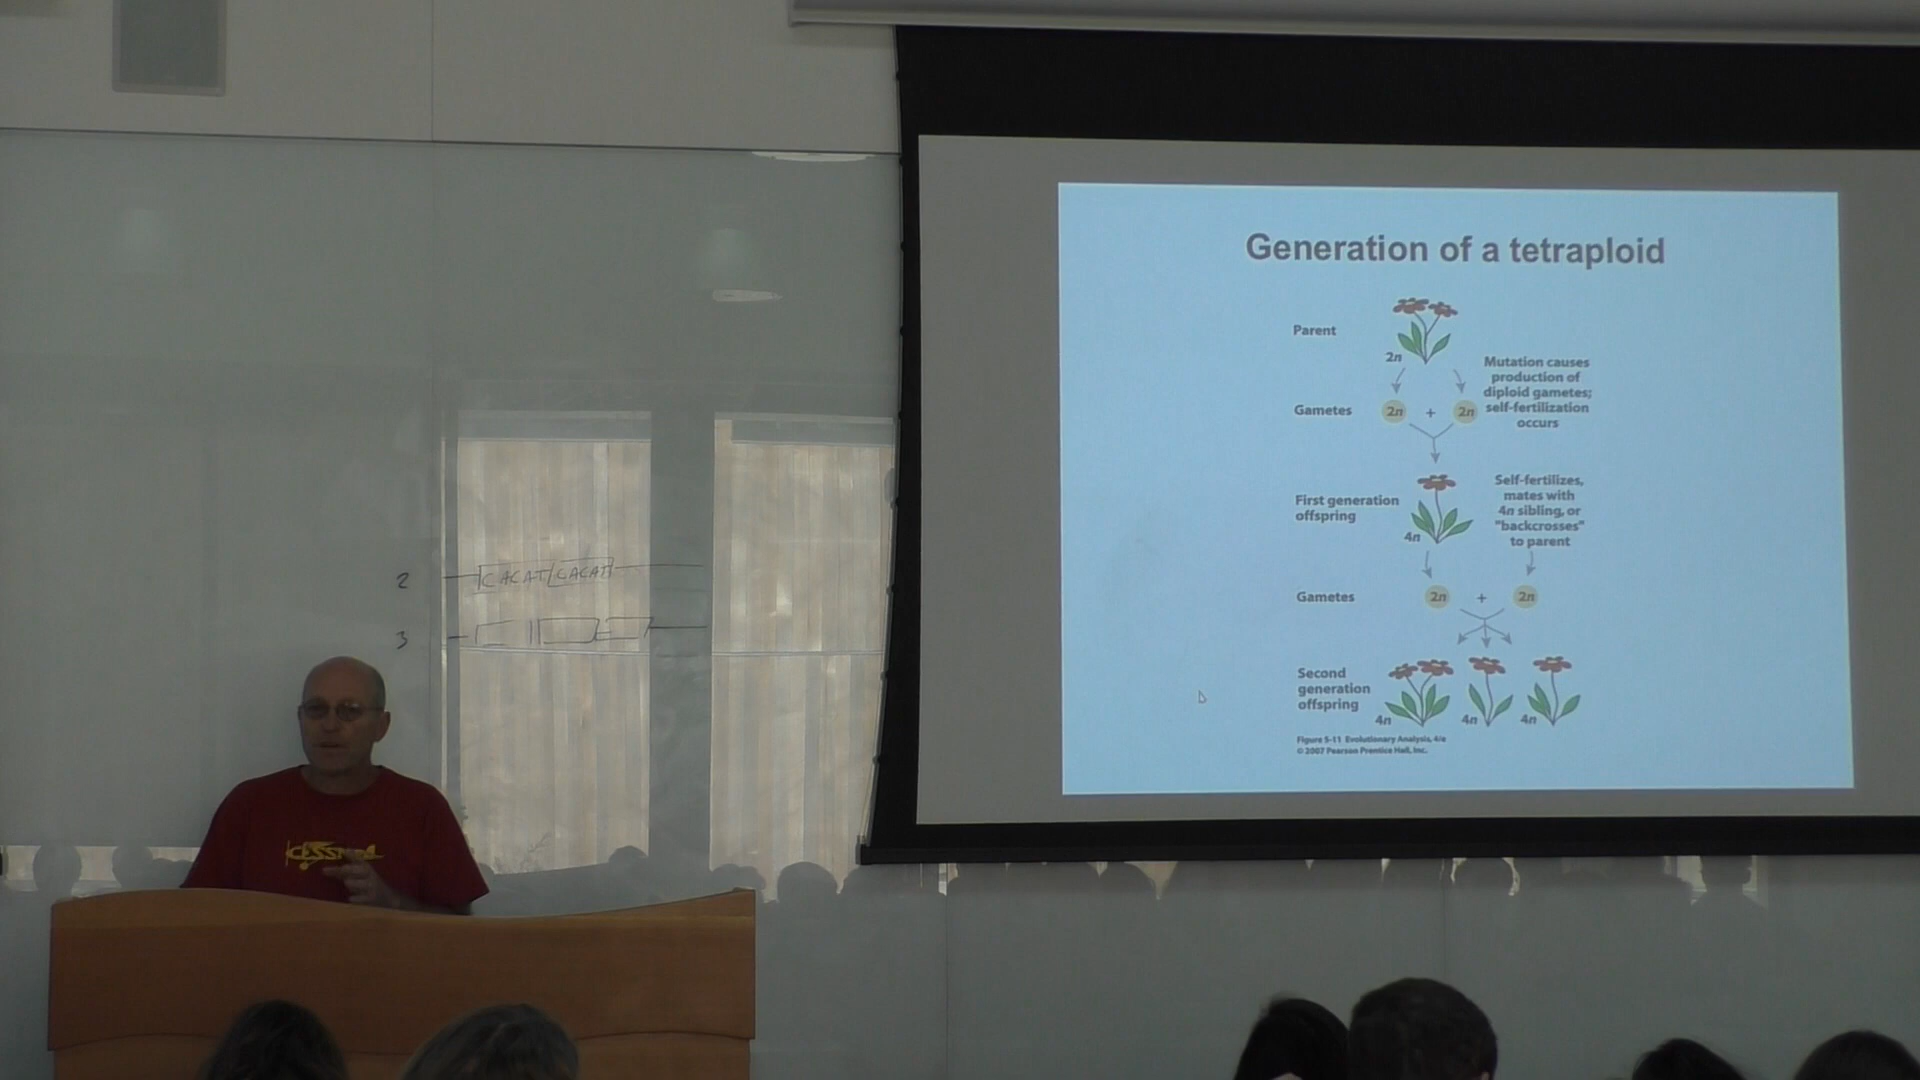 2 CACAT CACAT
3
Generation of a tetraploid
Parent
2n
Mutation causes
production of
diploid gametes;
self-fertilization
occurs
Gametes
2n + 2n
First generation
offspring
4n
Self-fertilizes,
mates with
4n sibling, or
"backcrosses"
to parent
Gametes
2n + 2n
Second
generation
offspring
4n 4n 4n
Figure 5-11 Evolutionary Analysis, 4/e
© 2007 Pearson Prentice Hall, Inc.